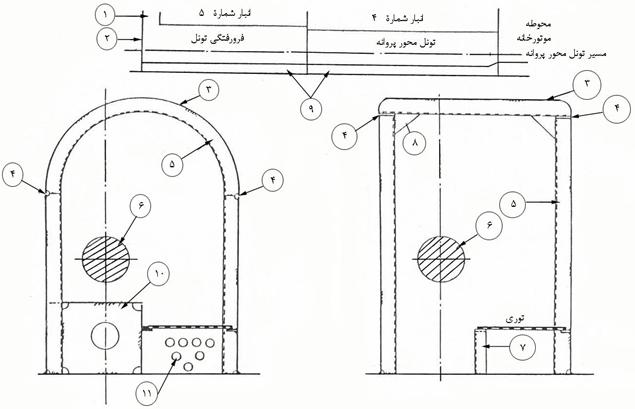 ۱
انبار شمارهٔ ۵
انبار شمارهٔ ۴
محوطه
موتورخانه
۲
فرورفتگی تونل
تونل محور پروانه
مسیر تونل محور پروانه
۹
۳
۳
۴
۴
۸
۵
۴
۴
۵
۶
۶
۱۰
توری
۷
۱۱